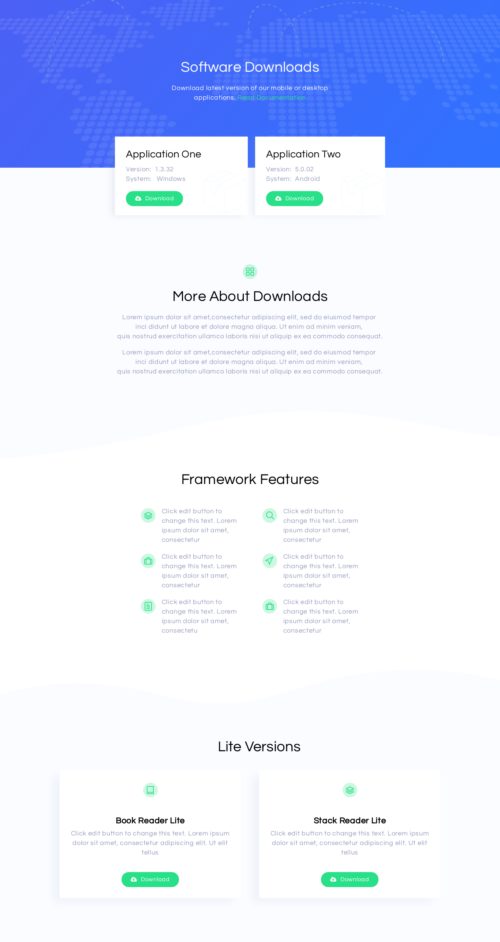 Software Downloads
Download latest version of our mobile or desktop
applications, Read Documentation
Application One
Version: 1.3.32
System: Windows
Download
Application Two
Version: 5.0.02
System: Android
Download
More About Downloads
Lorem ipsum dolor sit amet,consectetur adipiscing elit, sed do eiusmod tempor
inci didunt ut labore et dolore magna aliqua. Ut enim ad minim veniam,
quis nostrud exercitation ullamco laboris nisi ut aliquip ex ea commodo consequat.
Lorem ipsum dolor sit amet,consectetur adipiscing elit, sed do eiusmod tempor
inci didunt ut labore et dolore magna aliqua. Ut enim ad minim veniam,
quis nostrud exercitation ullamco laboris nisi ut aliquip ex ea commodo consequat.
Framework Features
Click edit button to
change this text. Lorem
ipsum dolor sit amet,
consectetur
Click edit button to
change this text. Lorem
ipsum dolor sit amet,
consectetur
Click edit button to
change this text. Lorem
ipsum dolor sit amet,
consectetur
Click edit button to
change this text. Lorem
ipsum dolor sit amet,
consectetur
Click edit button to
change this text. Lorem
ipsum dolor sit amet,
consectetu
Click edit button to
change this text. Lorem
ipsum dolor sit amet,
consectetur
Lite Versions
Book Reader Lite
Click edit button to change this text. Lorem ipsum
dolor sit amet, consectetur adipiscing elit. Ut elit
tellus
Download
Stack Reader Lite
Click edit button to change this text. Lorem ipsum
dolor sit amet, consectetur adipiscing elit. Ut elit
tellus
Download